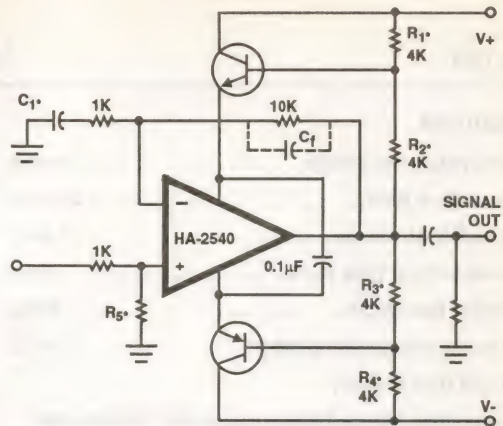 V+
R1* 4K
C1* 1K
10K
Cf
R2* 4K
SIGNAL OUT
−
HA-2540
+
0.1µF
1K
R5*
R3* 4K
R4* 4K
V-